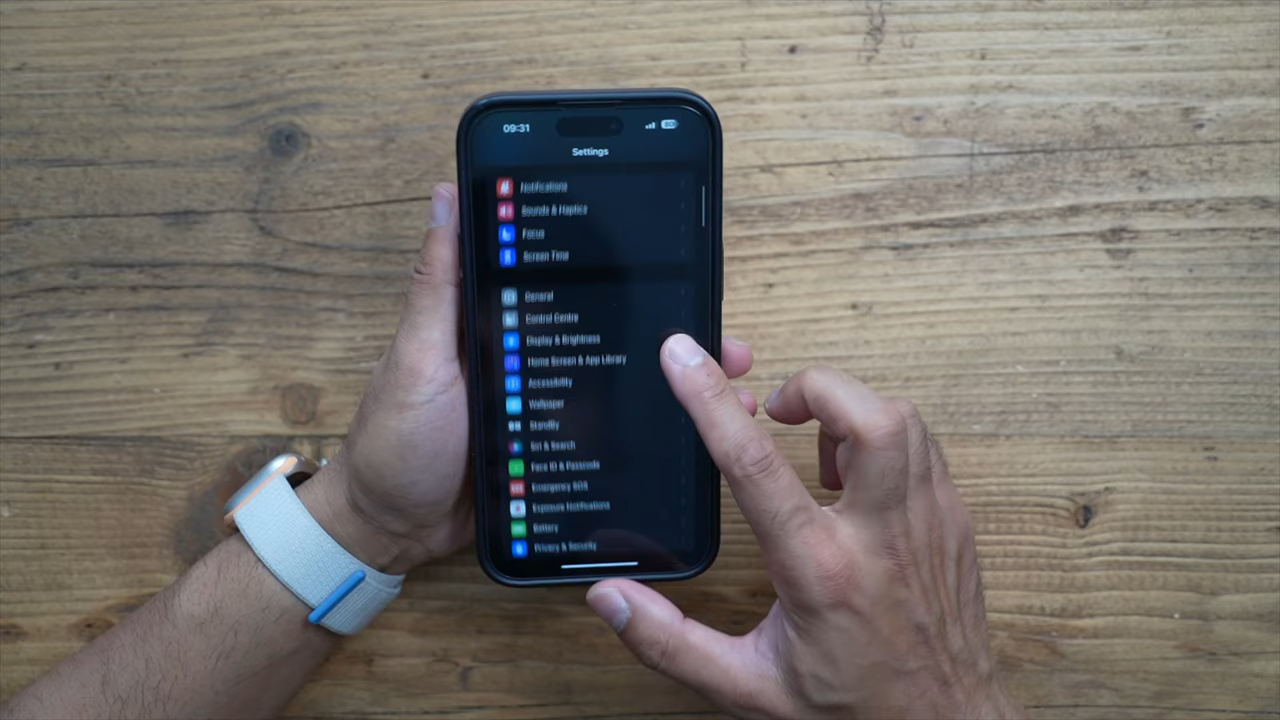 09:31
Settings
Notifications
Sounds & Haptics
Focus
Screen Time
General
Control Centre
Display & Brightness
Home Screen & App Library
Accessibility
Wallpaper
StandBy
Siri & Search
Face ID & Passcode
Emergency SOS
Exposure Notifications
Battery
Privacy & Security